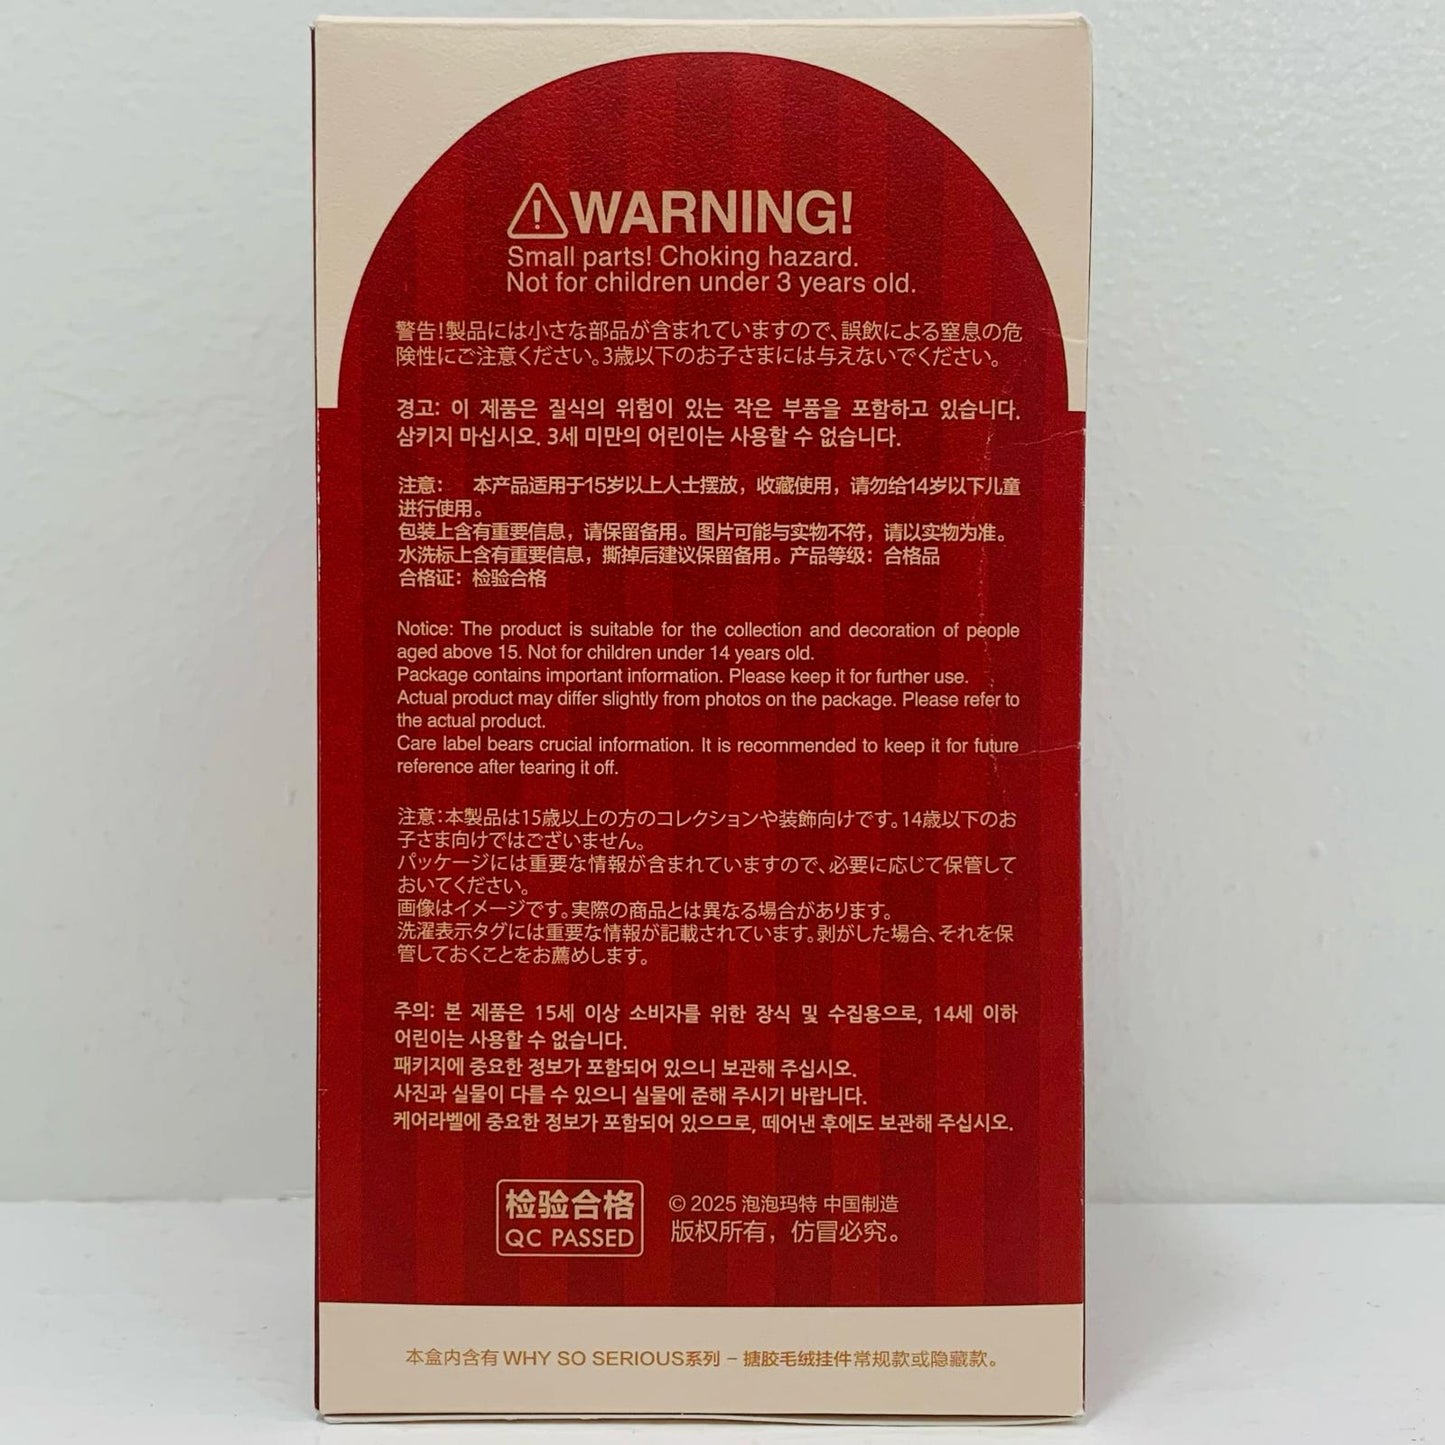 WARNING!
Small parts! Choking hazard.
Not for children under 3 years old.
警告!製品には小さな部品が含まれていますので、誤飲による窒息の危
険性にご注意ください。3歳以下のお子さまには与えないでください。
경고: 이 제품은 질식의 위험이 있는 작은 부품을 포함하고 있습니다.
삼키지 마십시오. 3세 미만의 어린이는 사용할 수 없습니다.
注意： 本产品适用于15岁以上人士摆放，收藏使用，请勿给14岁以下儿童
进行使用。
包装上含有重要信息，请保留备用。图片可能与实物不符，请以实物为准。
水洗标上含有重要信息，撕掉后建议保留备用。产品等级：合格品
合格证：检验合格
Notice: The product is suitable for the collection and decoration of people
aged above 15. Not for children under 14 years old.
Package contains important information. Please keep it for further use.
Actual product may differ slightly from photos on the package. Please refer to
the actual product.
Care label bears crucial information. It is recommended to keep it for future
reference after tearing it off.
注意：本製品は15歳以上の方のコレクションや装飾向けです。14歳以下のお
子さま向けではございません。
パッケージには重要な情報が含まれていますので、必要に応じて保管して
おいてください。
画像はイメージです。実際の商品とは異なる場合があります。
洗濯表示タグには重要な情報が記載されています。剥がした場合、それを保
管しておくことをお薦めします。
주의: 본 제품은 15세 이상 소비자를 위한 장식 및 수집용으로, 14세 이하
어린이는 사용할 수 없습니다.
패키지에 중요한 정보가 포함되어 있으니 보관해 주십시오.
사진과 실물이 다를 수 있으니 실물에 준해 주시기 바랍니다.
케어라벨에 중요한 정보가 포함되어 있으므로, 떼어낸 후에도 보관해 주십시오.
检验合格
QC PASSED
© 2025 泡泡玛特 中国制造
版权所有，仿冒必究。
本盒内含有 WHY SO SERIOUS系列 – 搪胶毛绒挂件常规款或隐藏款。